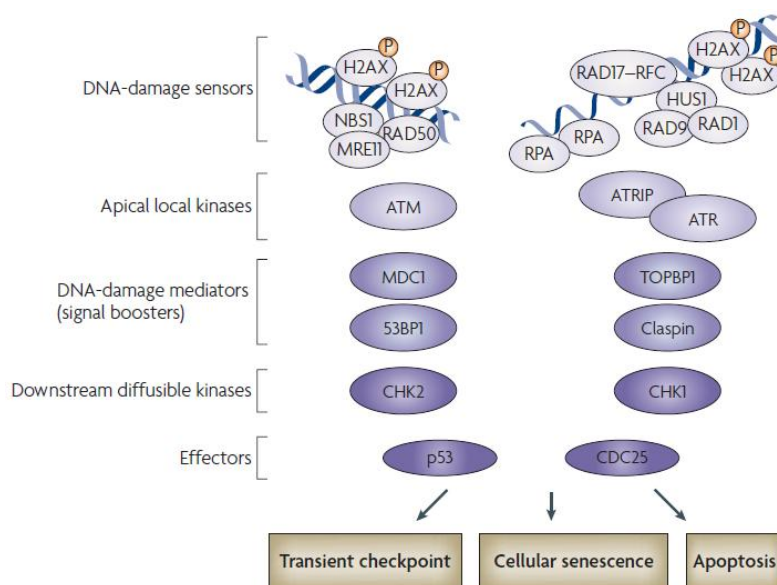 DNA-damage sensors
P
H2AX
P
H2AX
NBS1
RAD50
MRE11
P
H2AX
P
H2AX
RAD17–RFC
HUS1
RAD9
RAD1
RPA
RPA
Apical local kinases
ATM
ATRIP
ATR
DNA-damage mediators
(signal boosters)
MDC1
TOPBP1
53BP1
Claspin
Downstream diffusible kinases
CHK2
CHK1
Effectors
p53
CDC25
Transient checkpoint
Cellular senescence
Apoptosis